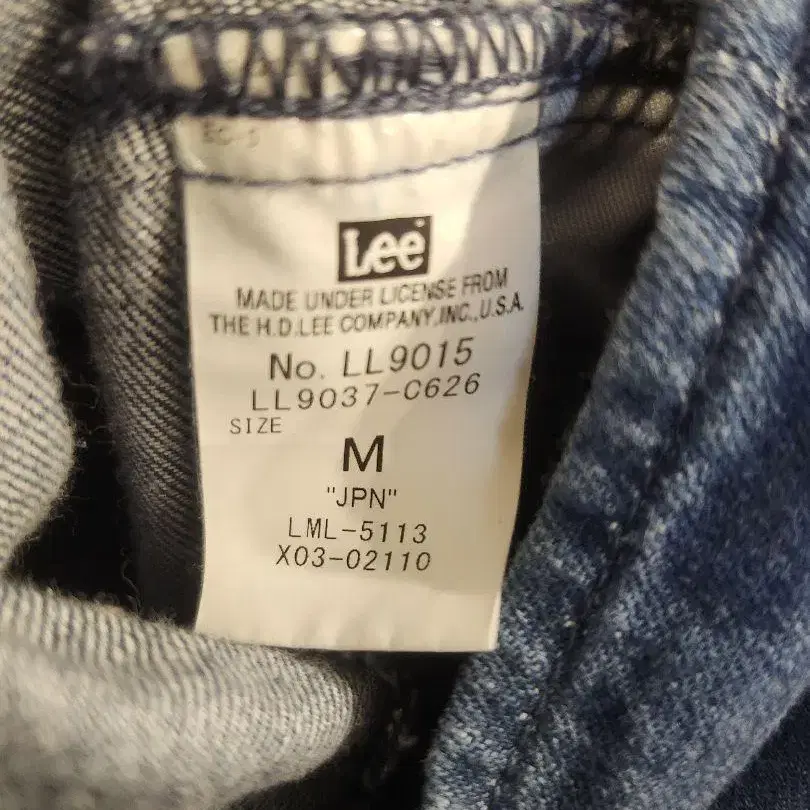 Lee
MADE UNDER LICENSE FROM
THE H.D.LEE COMPANY,INC.,U.S.A.
No. LL9015
LL9037-C626
SIZE
M
"JPN"
LML-5113
X03-02110